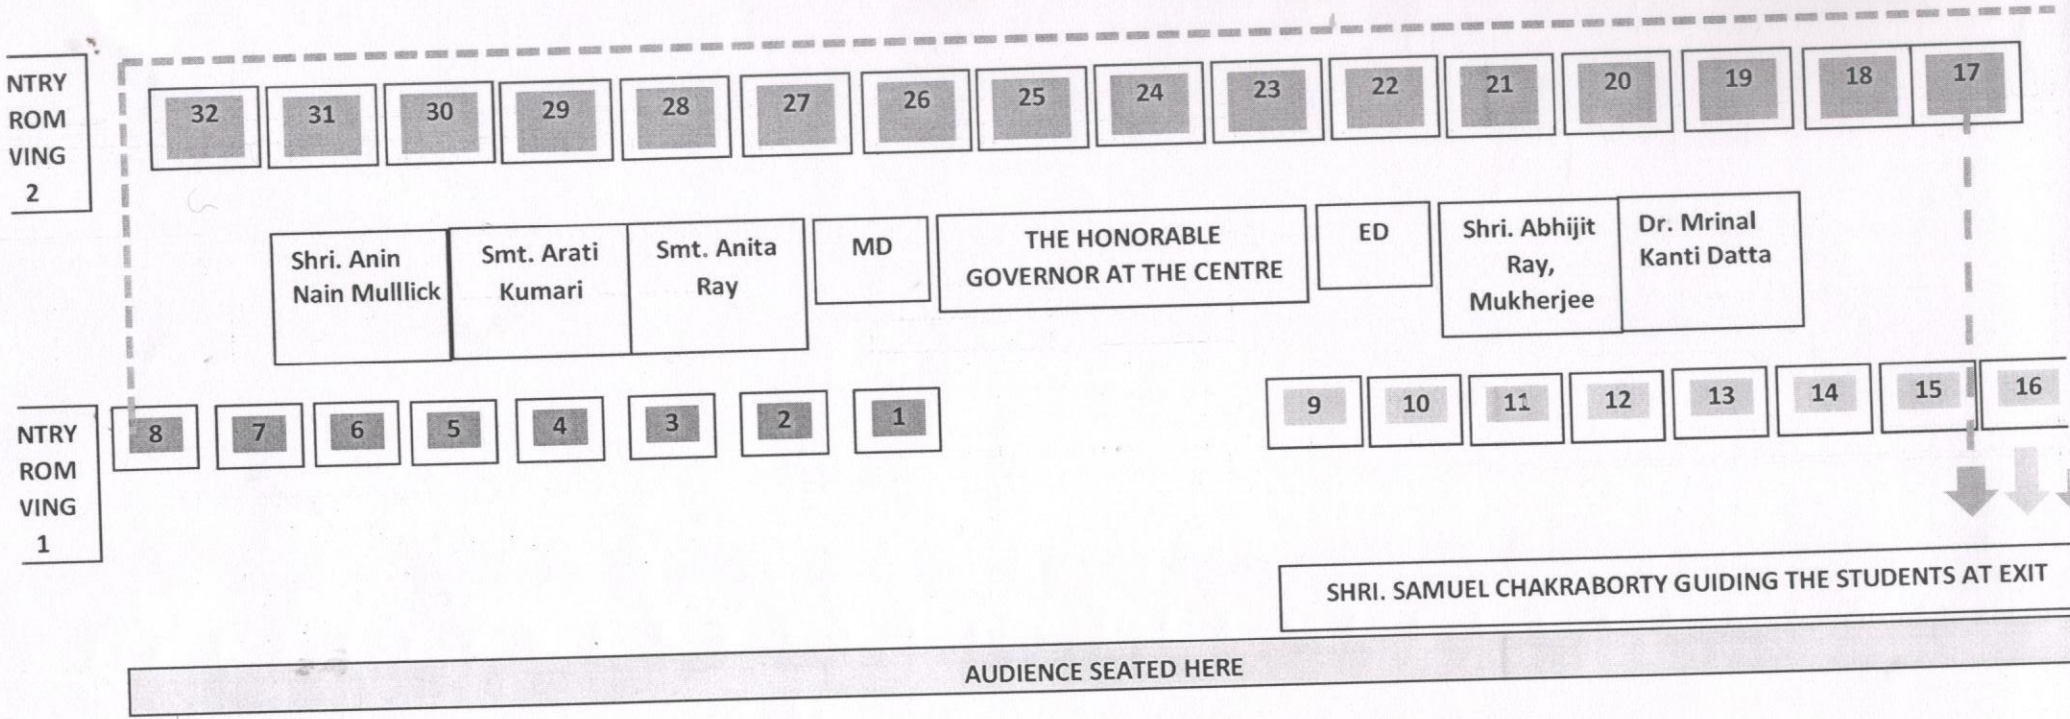 NTRY
ROM
VING
2
32 31 30 29 28 27 26 25 24 23 22 21 20 19 18 17
Shri. Anin
Nain Mulllick
Smt. Arati
Kumari
Smt. Anita
Ray
MD
THE HONORABLE
GOVERNOR AT THE CENTRE
ED
Shri. Abhijit
Ray,
Mukherjee
Dr. Mrinal
Kanti Datta
NTRY
ROM
VING
1
8 7 6 5 4 3 2 1 9 10 11 12 13 14 15 16
SHRI. SAMUEL CHAKRABORTY GUIDING THE STUDENTS AT EXIT
AUDIENCE SEATED HERE